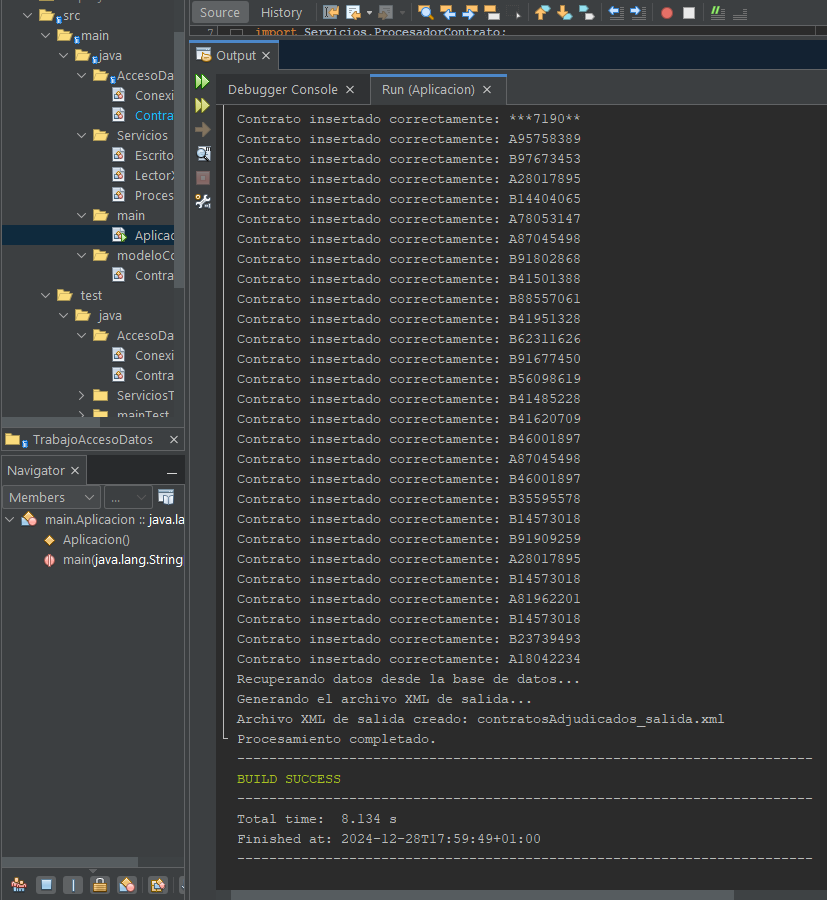 src
main
java
AccesoDa
Conexi
Contra
Servicios
Escrito
LectorX
Proces
main
Aplicac
modeloCo
Contra
test
java
AccesoDa
Conexi
Contra
ServiciosT
mainTest
TrabajoAccesoDatos ×
Navigator ×
Members
...
main.Aplicacion :: java.la
Aplicacion()
main(java.lang.String
Source History
7 import Servicios.ProcesadorContrato;
Output ×
Debugger Console × Run (Aplicacion) ×
Contrato insertado correctamente: ***7190**
Contrato insertado correctamente: A95758389
Contrato insertado correctamente: B97673453
Contrato insertado correctamente: A28017895
Contrato insertado correctamente: B14404065
Contrato insertado correctamente: A78053147
Contrato insertado correctamente: A87045498
Contrato insertado correctamente: B91802868
Contrato insertado correctamente: B41501388
Contrato insertado correctamente: B88557061
Contrato insertado correctamente: B41951328
Contrato insertado correctamente: B62311626
Contrato insertado correctamente: B91677450
Contrato insertado correctamente: B56098619
Contrato insertado correctamente: B41485228
Contrato insertado correctamente: B41620709
Contrato insertado correctamente: B46001897
Contrato insertado correctamente: A87045498
Contrato insertado correctamente: B46001897
Contrato insertado correctamente: B35595578
Contrato insertado correctamente: B14573018
Contrato insertado correctamente: B91909259
Contrato insertado correctamente: A28017895
Contrato insertado correctamente: B14573018
Contrato insertado correctamente: A81962201
Contrato insertado correctamente: B14573018
Contrato insertado correctamente: B23739493
Contrato insertado correctamente: A18042234
Recuperando datos desde la base de datos...
Generando el archivo XML de salida...
Archivo XML de salida creado: contratosAdjudicados_salida.xml
Procesamiento completado.
------------------------------------------------------------------------
BUILD SUCCESS
------------------------------------------------------------------------
Total time:  8.134 s
Finished at: 2024-12-28T17:59:49+01:00
------------------------------------------------------------------------